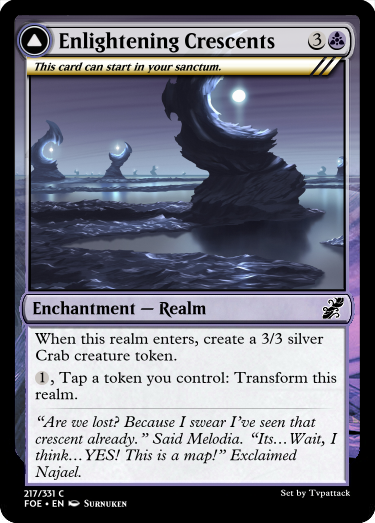 Enlightening Crescents 3
This card can start in your sanctum.
Enchantment — Realm
When this realm enters, create a 3/3 silver
Crab creature token.
1, Tap a token you control: Transform this
realm.
“Are we lost? Because I swear I’ve seen that
crescent already.” Said Melodia. “Its…Wait, I
think…YES! This is a map!” Exclaimed
Najael.
217/331 C
FOE • EN Surnuken
Set by Tvpattack